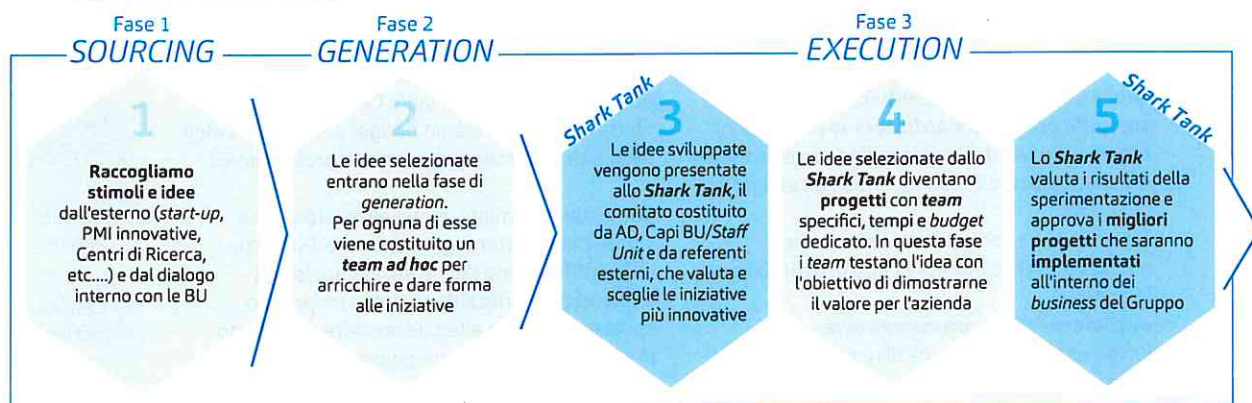 Fase 1
SOURCING
1
Raccogliamo
stimoli e idee
dall'esterno (start-up,
PMI innovative,
Centri di Ricerca,
etc....) e dal dialogo
interno con le BU
Fase 2
GENERATION
2
Le idee selezionate
entrano nella fase di
generation.
Per ognuna di esse
viene costituito un
team ad hoc per
arricchire e dare forma
alle iniziative
Fase 3
EXECUTION
Shark Tank
3
Le idee sviluppate
vengono presentate
allo Shark Tank, il
comitato costituito
da AD, Capi BU/Staff
Unit e da referenti
esterni, che valuta e
sceglie le iniziative
più innovative
4
Le idee selezionate dallo
Shark Tank diventano
progetti con team
specifici, tempi e budget
dedicato. In questa fase
i team testano l'idea con
l'obiettivo di dimostrarne
il valore per l'azienda
Shark Tank
5
Lo Shark Tank
valuta i risultati della
sperimentazione e
approva i migliori
progetti che saranno
implementati
all'interno dei
business del Gruppo